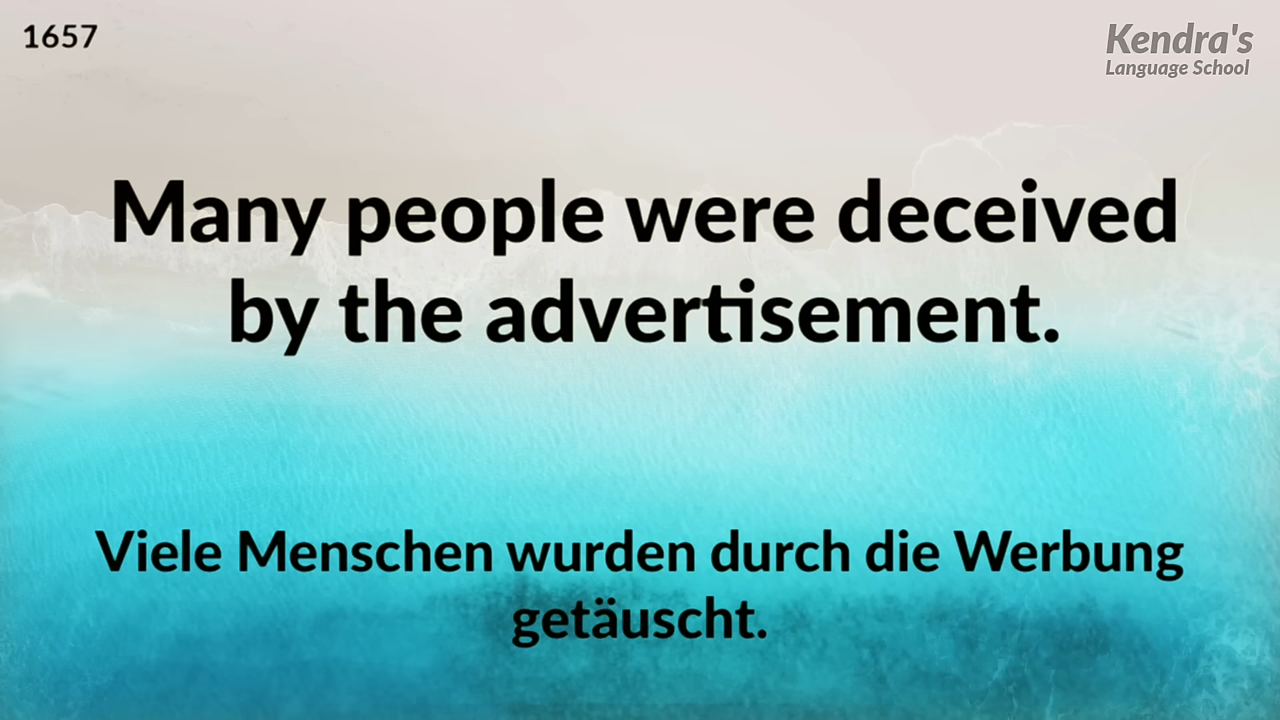 1657
Kendra's
Language School
Many people were deceived
by the advertisement.
Viele Menschen wurden durch die Werbung
getäuscht.